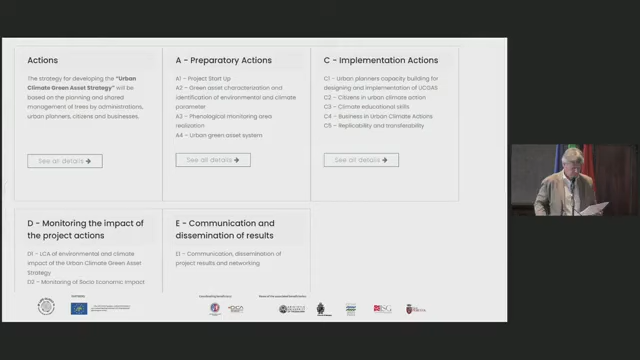 Actions
The strategy for developing the "Urban
Climate Green Asset Strategy" will be
based on the planning and shared
management of trees by administrations,
urban planners, citizens and businesses.
See all details →
A - Preparatory Actions
A1 - Project Start Up
A2 - Green asset characterization and
identification of environmental and climate
parameter
A3 - Phenological monitoring area
realization
A4 - Urban green asset system
See all details →
C - Implementation Actions
C1 - Urban planners capacity building for
designing and implementation of UCGAS
C2 - Citizens in urban climate action
C3 - Climate educational skills
C4 - Business in Urban Climate Actions
C5 - Replicability and transferability
See all details →
D - Monitoring the impact of
the project actions
D1 - LCA of environmental and climate
impact of the Urban Climate Green Asset
Strategy
D2 - Monitoring of Socio Economic Impact
E - Communication and
dissemination of results
E1 - Communication, dissemination of
project results and networking
ISG